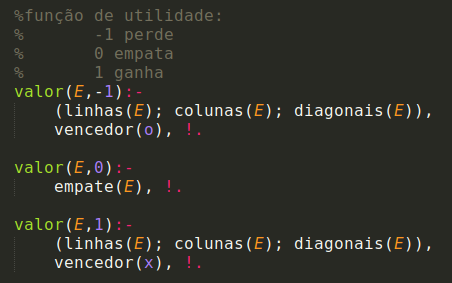 %função de utilidade:
%       -1 perde
%       0 empata
%       1 ganha
valor(E,-1):-
    (linhas(E); colunas(E); diagonais(E)),
    vencedor(o), !.

valor(E,0):-
    empate(E), !.

valor(E,1):-
    (linhas(E); colunas(E); diagonais(E)),
    vencedor(x), !.